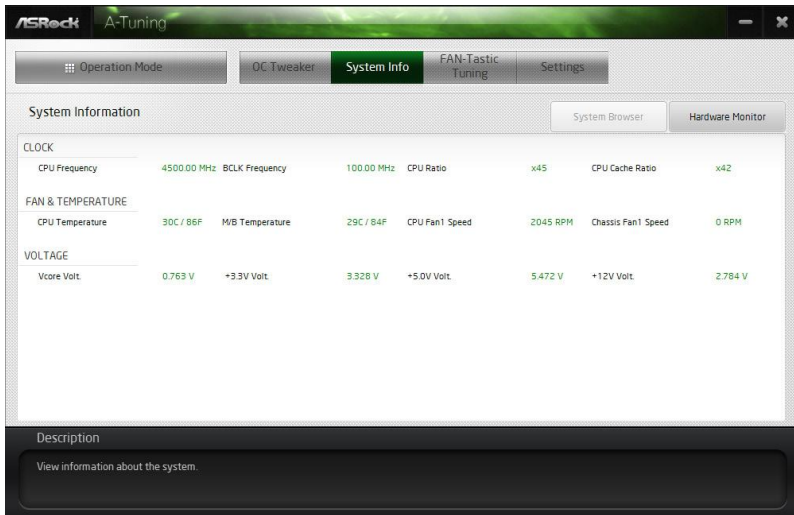 ASRock A-Tuning
Operation Mode
OC Tweaker
System Info
FAN-Tastic
Tuning
Settings
System Information
System Browser
Hardware Monitor
CLOCK
CPU Frequency 4500.00 MHz BCLK Frequency 100.00 MHz CPU Ratio x45 CPU Cache Ratio x42
FAN & TEMPERATURE
CPU Temperature 30C / 86F M/B Temperature 29C / 84F CPU Fan1 Speed 2045 RPM Chassis Fan1 Speed 0 RPM
VOLTAGE
Vcore Volt. 0.763 V +3.3V Volt. 3.328 V +5.0V Volt. 5.472 V +12V Volt. 2.784 V
Description
View information about the system.